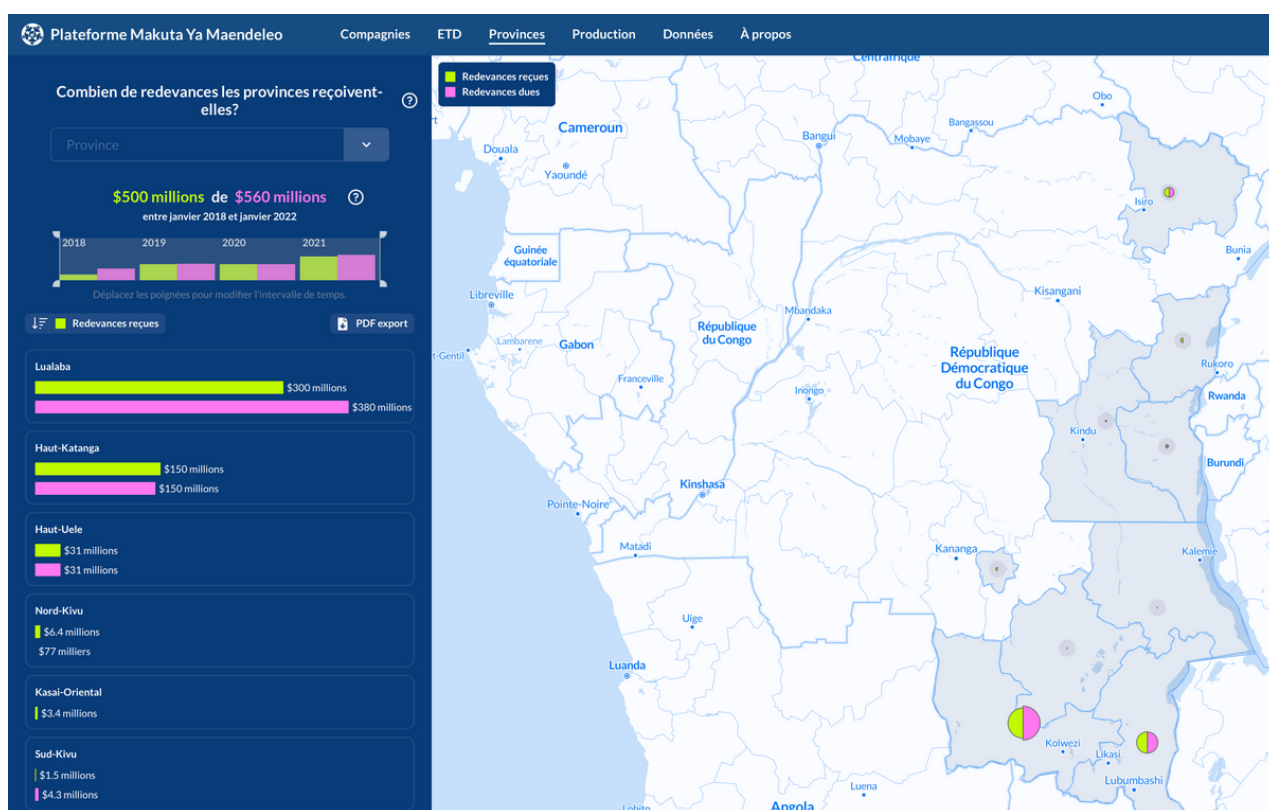 Plateforme Makuta Ya Maendeleo
Compagnies
ETD
Provinces
Production
Données
À propos
Combien de redevances les provinces reçoivent-
elles?
?
Province
$500 millions de $560 millions
?
entre janvier 2018 et janvier 2022
2018
2019
2020
2021
Déplacez les poignées pour modifier l'intervalle de temps.
Redevances reçues
PDF export
Lualaba
$300 millions
$380 millions
Haut-Katanga
$150 millions
$150 millions
Haut-Uele
$31 millions
$31 millions
Nord-Kivu
$6.4 millions
$77 milliers
Kasai-Oriental
$3.4 millions
Sud-Kivu
$1.5 millions
$4.3 millions
Redevances reçues
Redevances dues
Centrafrique
Obo
Bangassou
Cameroun
Bangui
Mobaye
Douala
Yaoundé
Isiro
Guinée
équatoriale
Bunia
Libreville
Kisangani
Mbandaka
République
du Congo
Lambarene
Gabon
rt-Gentil
République
Démocratique
du Congo
Rukoro
Franceville
Inongo
Rwanda
Kindu
Burundi
Kinshasa
Pointe-Noire
Matadi
Kananga
Kalemie
Uige
Luanda
Kolwezi
Likasi
Lubumbashi
Luena
Lobito
Angola